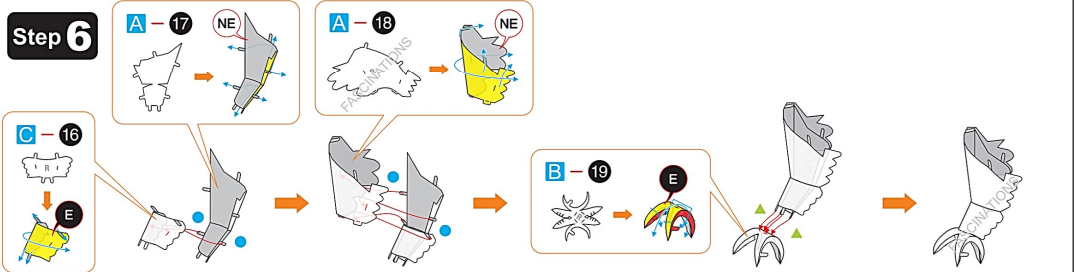 Step 6
A – 17
NE
A – 18
NE
FASCINATIONS
C – 16
R
E
B – 19
R
E
FASCINATIONS